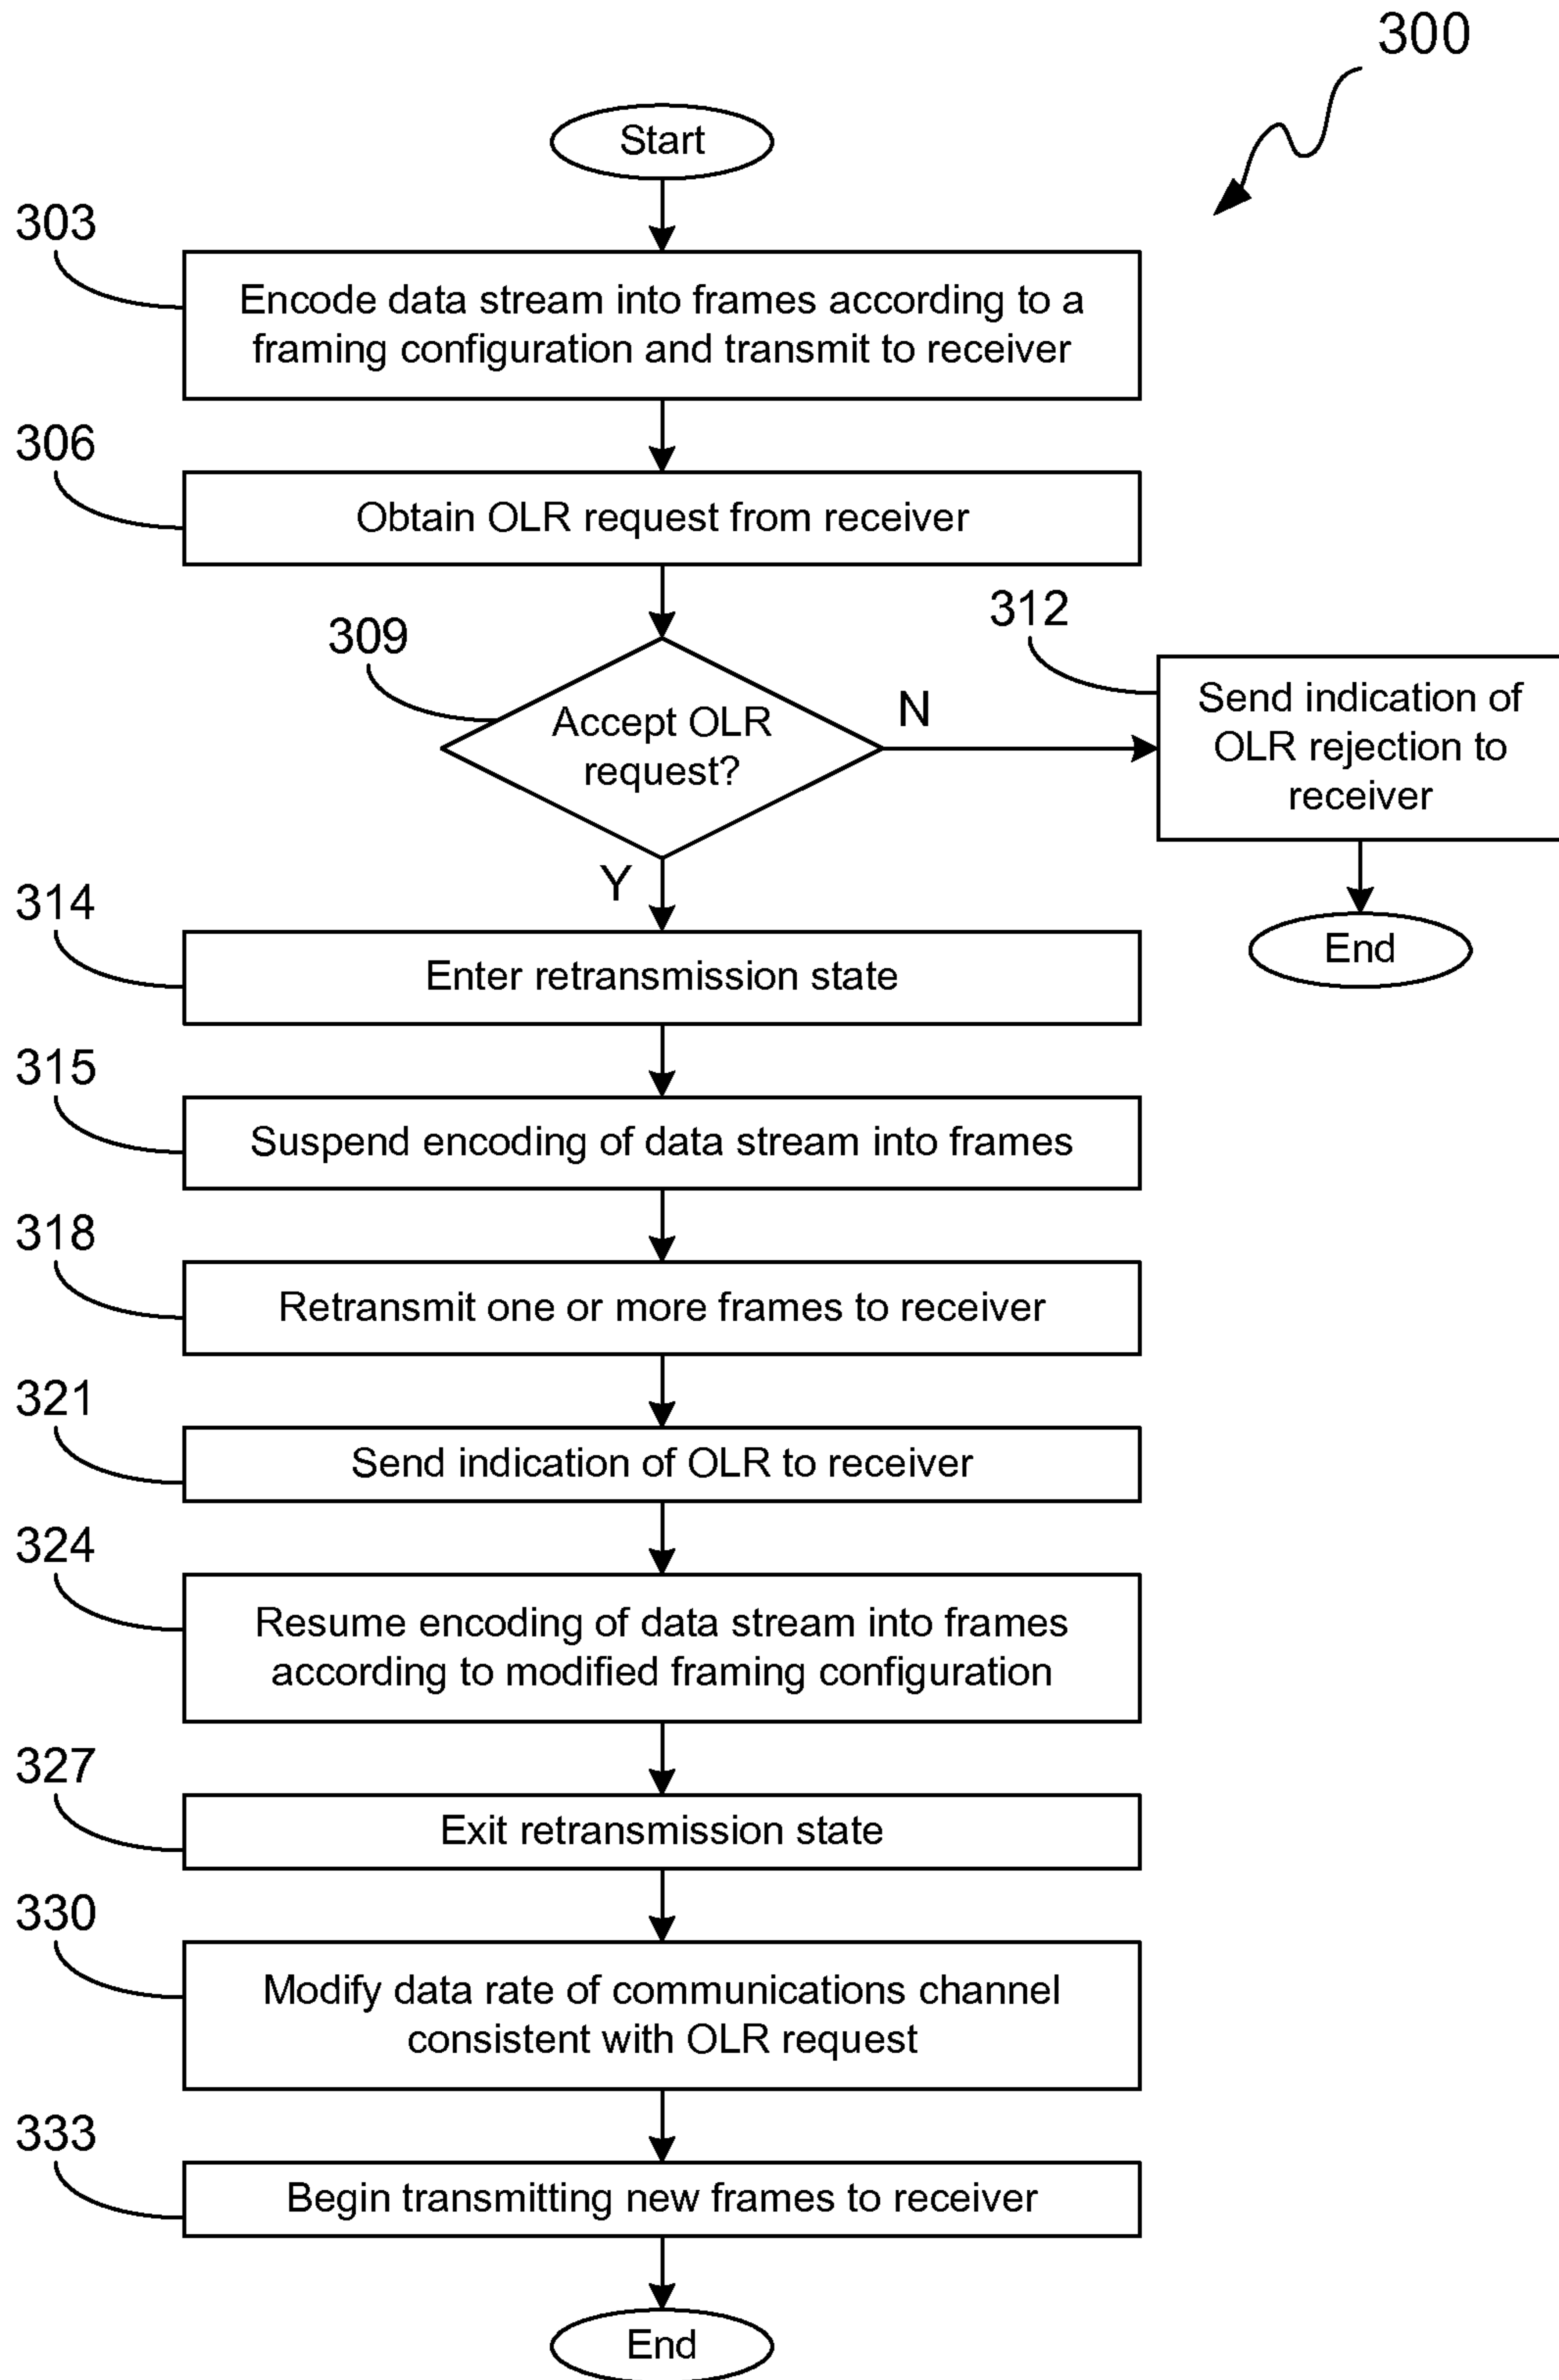 300
Start
303
Encode data stream into frames according to a
framing configuration and transmit to receiver
306
Obtain OLR request from receiver
309
Accept OLR
request?
N
312
Send indication of
OLR rejection to
receiver
End
Y
314
Enter retransmission state
315
Suspend encoding of data stream into frames
318
Retransmit one or more frames to receiver
321
Send indication of OLR to receiver
324
Resume encoding of data stream into frames
according to modified framing configuration
327
Exit retransmission state
330
Modify data rate of communications channel
consistent with OLR request
333
Begin transmitting new frames to receiver
End